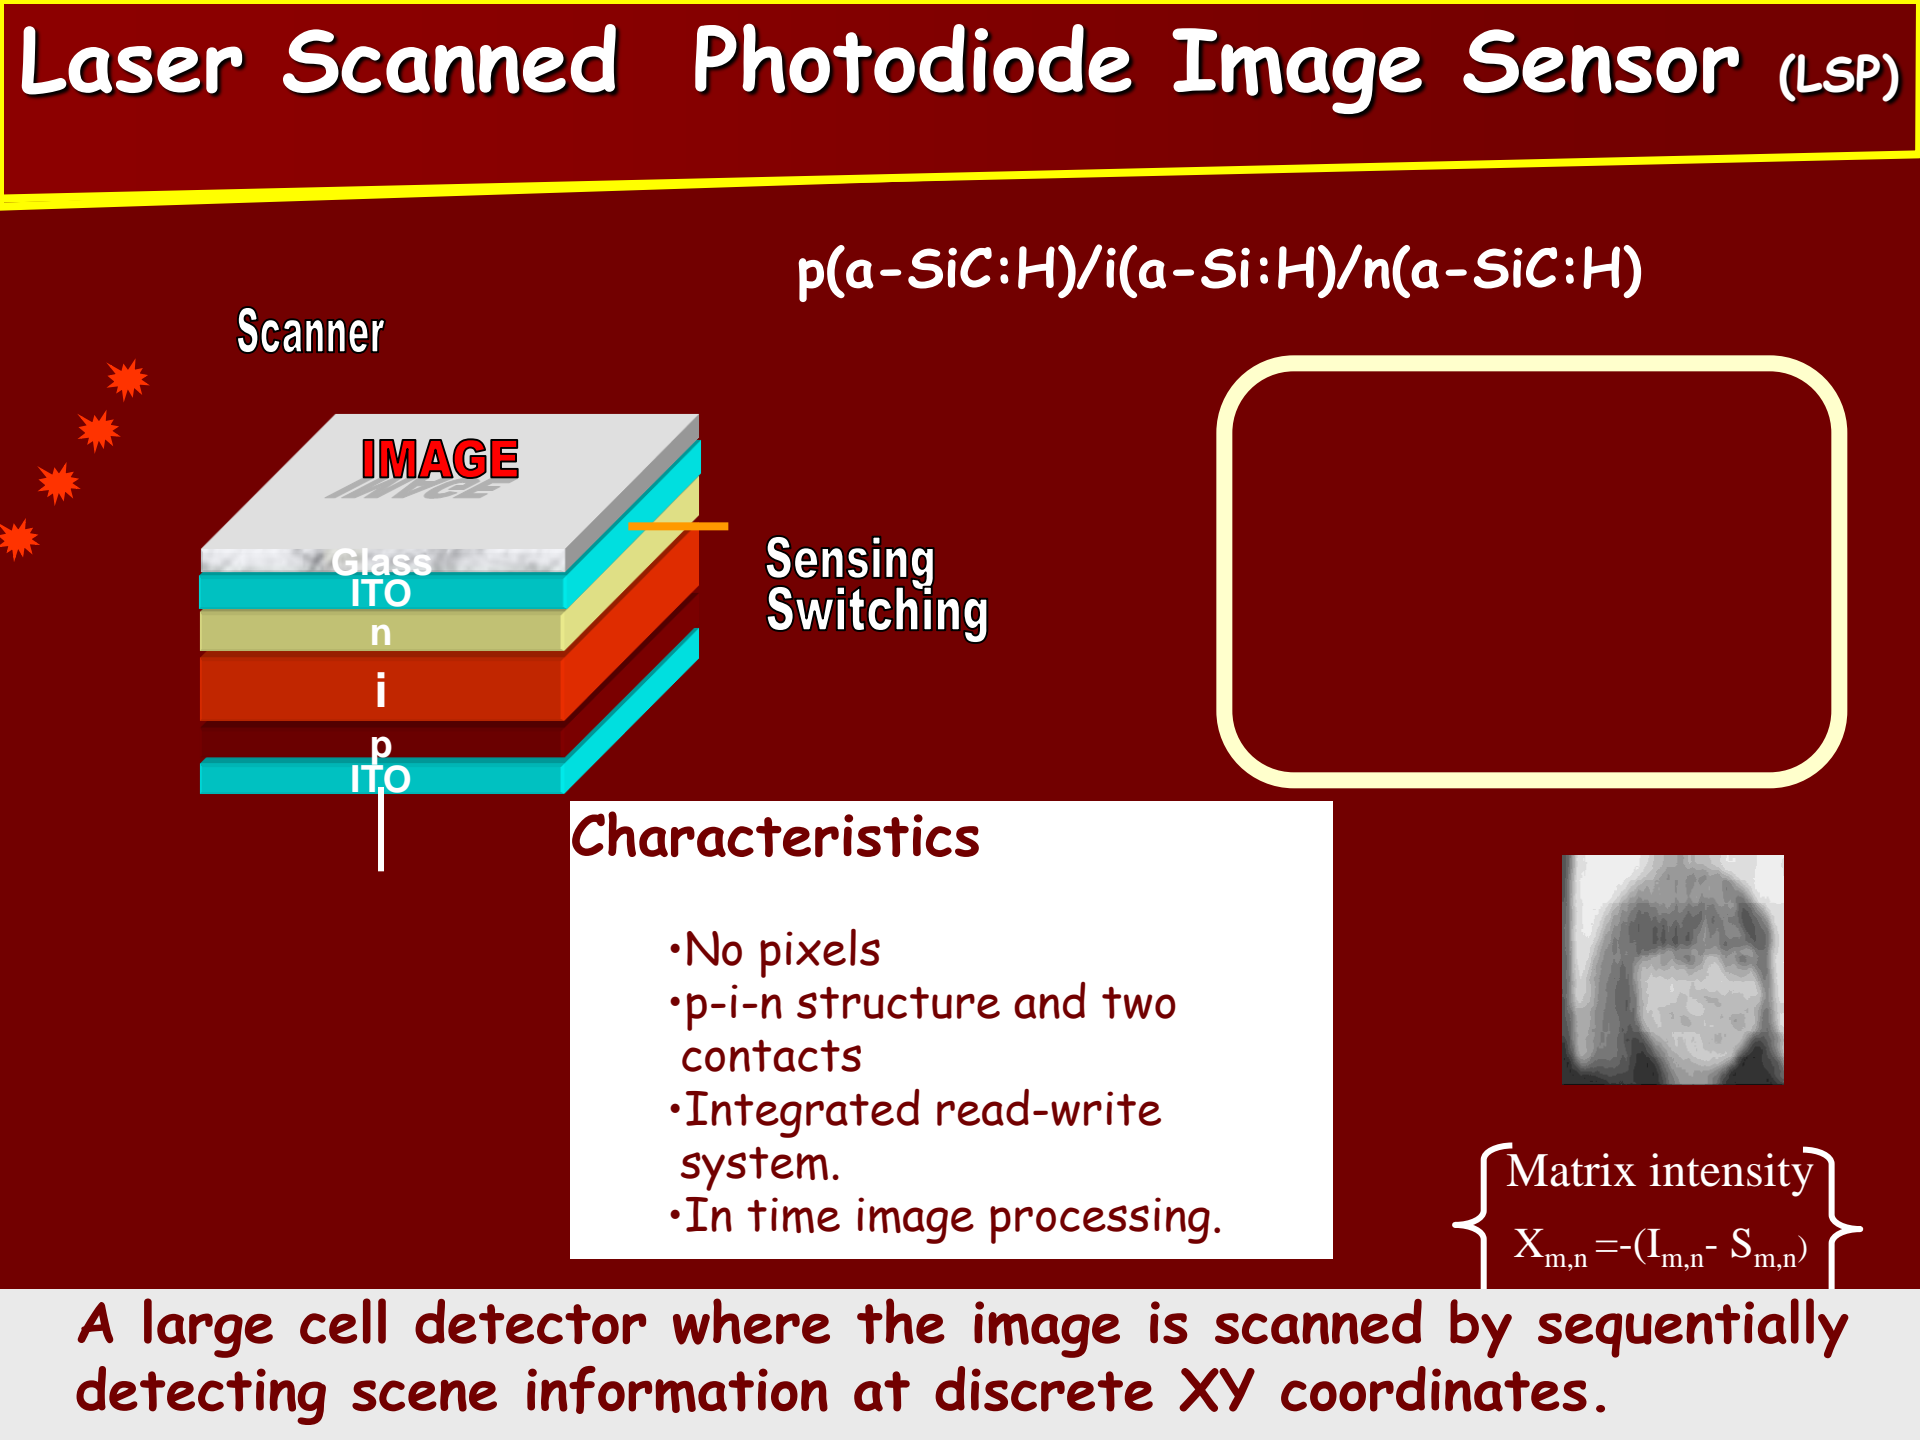 Laser Scanned Photodiode Image Sensor (LSP)
p(a-SiC:H)/i(a-Si:H)/n(a-SiC:H)
Scanner
IMAGE
Glass
ITO
n
i
p
ITO
Sensing
Switching
Characteristics
•No pixels
•p-i-n structure and two
contacts
•Integrated read-write
system.
•In time image processing.
Matrix intensity
Xm,n =-(Im,n- Sm,n)
A large cell detector where the image is scanned by sequentially
detecting scene information at discrete XY coordinates.